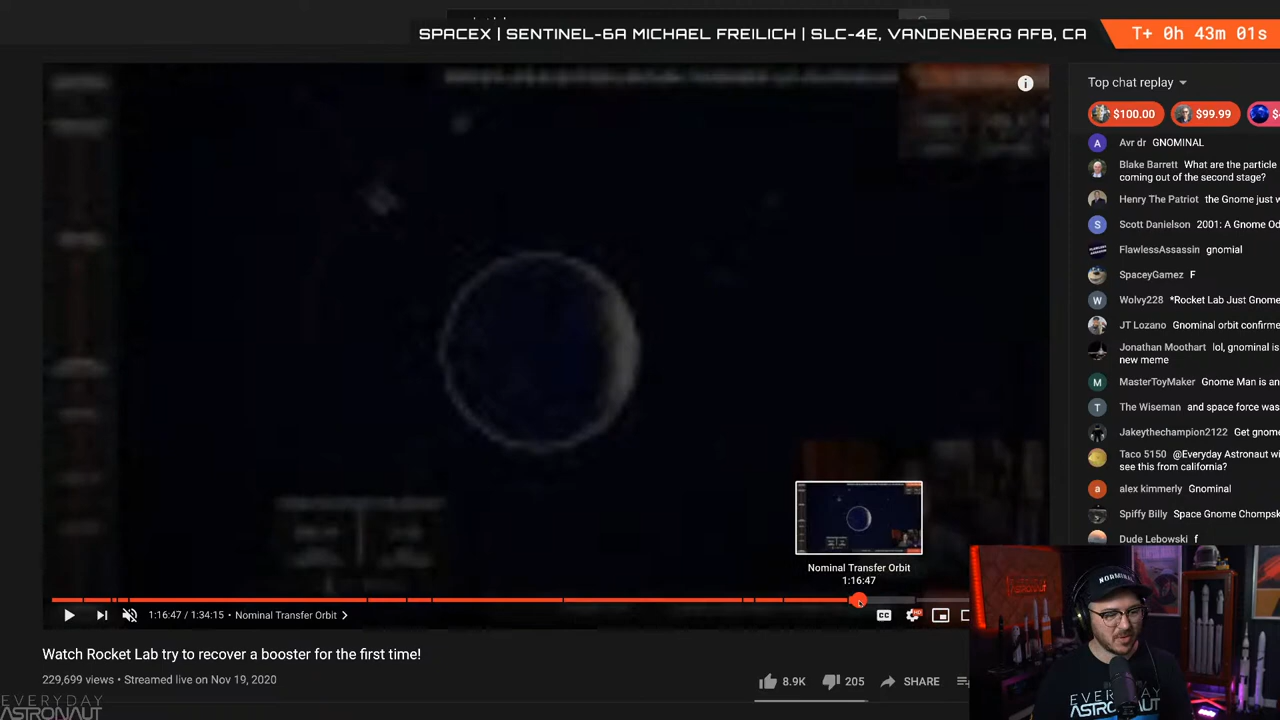 SPACEX | SENTINEL-6A MICHAEL FREILICH | SLC-4E, VANDENBERG AFB, CA
T+ 0h 43m 01s
Top chat replay
$100.00
$99.99
A Avr dr GNOMINAL
Blake Barrett What are the particle
coming out of the second stage?
Henry The Patriot the Gnome just
S Scott Danielson 2001: A Gnome
FlawlessAssassin gnomial
SpaceyGamez F
W Wolvy228 *Rocket Lab Just
JT Lozano Gnominal orbit
Jonathan Moothart lol, gnominal is
new meme
M MasterToyMaker Gnome Man is
T The Wiseman and space force
Jakeythechampion2122 Get
Taco 5150 @Everyday Astronaut
see this from california?
a alex kimmerly Gnominal
Spiffy Billy Space Gnome
Dude Lebowski f
Nominal Transfer Orbit
1:16:47
1:16:47 / 1:34:15 • Nominal Transfer Orbit
CC
HD
Watch Rocket Lab try to recover a booster for the first time!
229,699 views • Streamed live on Nov 19, 2020
8.9K
205
SHARE
EVERYDAY
ASTRONAUT
NORMINAL
EVERYDAY
ASTRONAUT